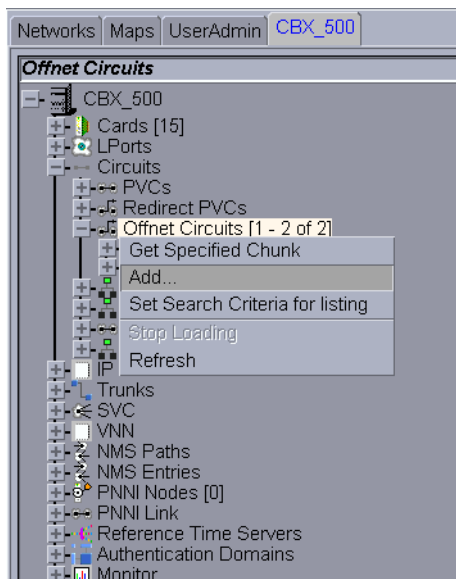 Networks Maps UserAdmin CBX_500
Offnet Circuits
CBX_500
Cards [15]
LPorts
Circuits
PVCs
Redirect PVCs
Offnet Circuits [1 - 2 of 2]
Get Specified Chunk
Add...
Set Search Criteria for listing
Stop Loading
Refresh
IP
Trunks
SVC
VNN
NMS Paths
NMS Entries
PNNI Nodes [0]
PNNI Link
Reference Time Servers
Authentication Domains
Monitor